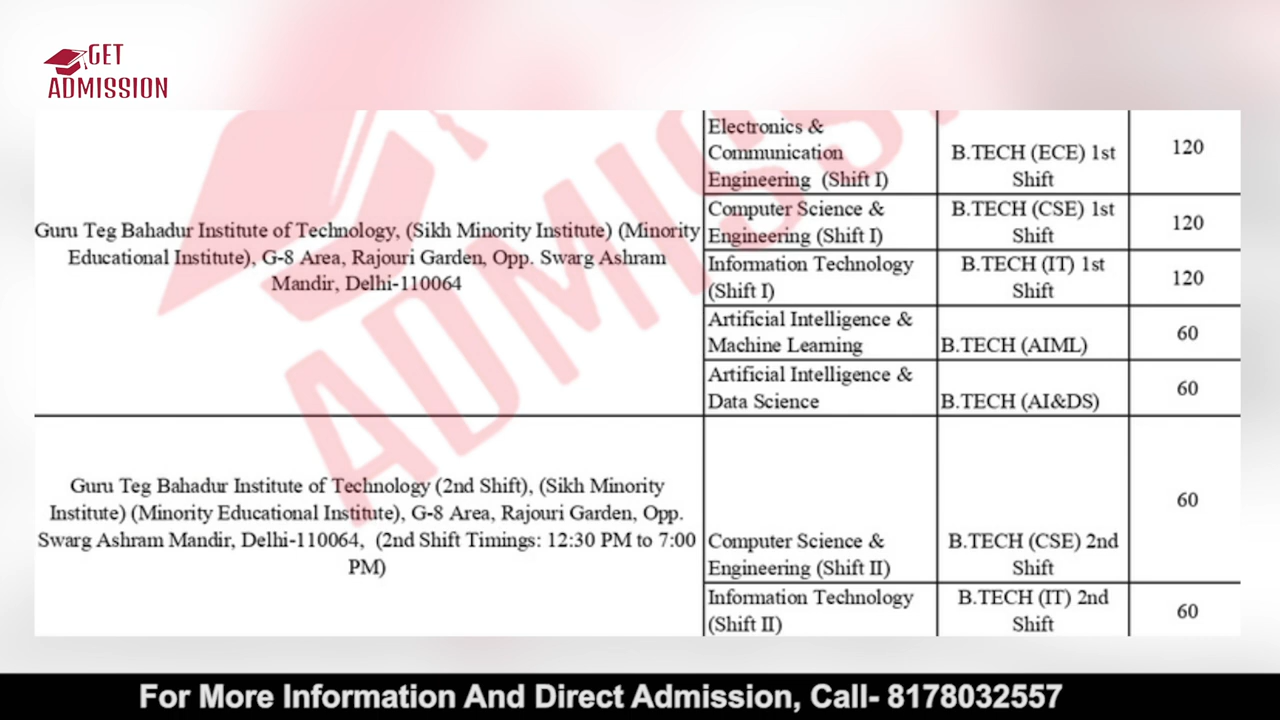 GET
ADMISSION
Guru Teg Bahadur Institute of Technology, (Sikh Minority Institute) (Minority
Educational Institute), G-8 Area, Rajouri Garden, Opp. Swarg Ashram
Mandir, Delhi-110064
Electronics &
Communication
Engineering (Shift I)
B.TECH (ECE) 1st
Shift
120
Computer Science &
Engineering (Shift I)
B.TECH (CSE) 1st
Shift
120
Information Technology
(Shift I)
B.TECH (IT) 1st
Shift
120
Artificial Intelligence &
Machine Learning
B.TECH (AIML)
60
Artificial Intelligence &
Data Science
B.TECH (AI&DS)
60
Guru Teg Bahadur Institute of Technology (2nd Shift), (Sikh Minority
Institute) (Minority Educational Institute), G-8 Area, Rajouri Garden, Opp.
Swarg Ashram Mandir, Delhi-110064, (2nd Shift Timings: 12:30 PM to 7:00
PM)
Computer Science &
Engineering (Shift II)
B.TECH (CSE) 2nd
Shift
60
Information Technology
(Shift II)
B.TECH (IT) 2nd
Shift
60
ADMISS
For More Information And Direct Admission, Call- 8178032557